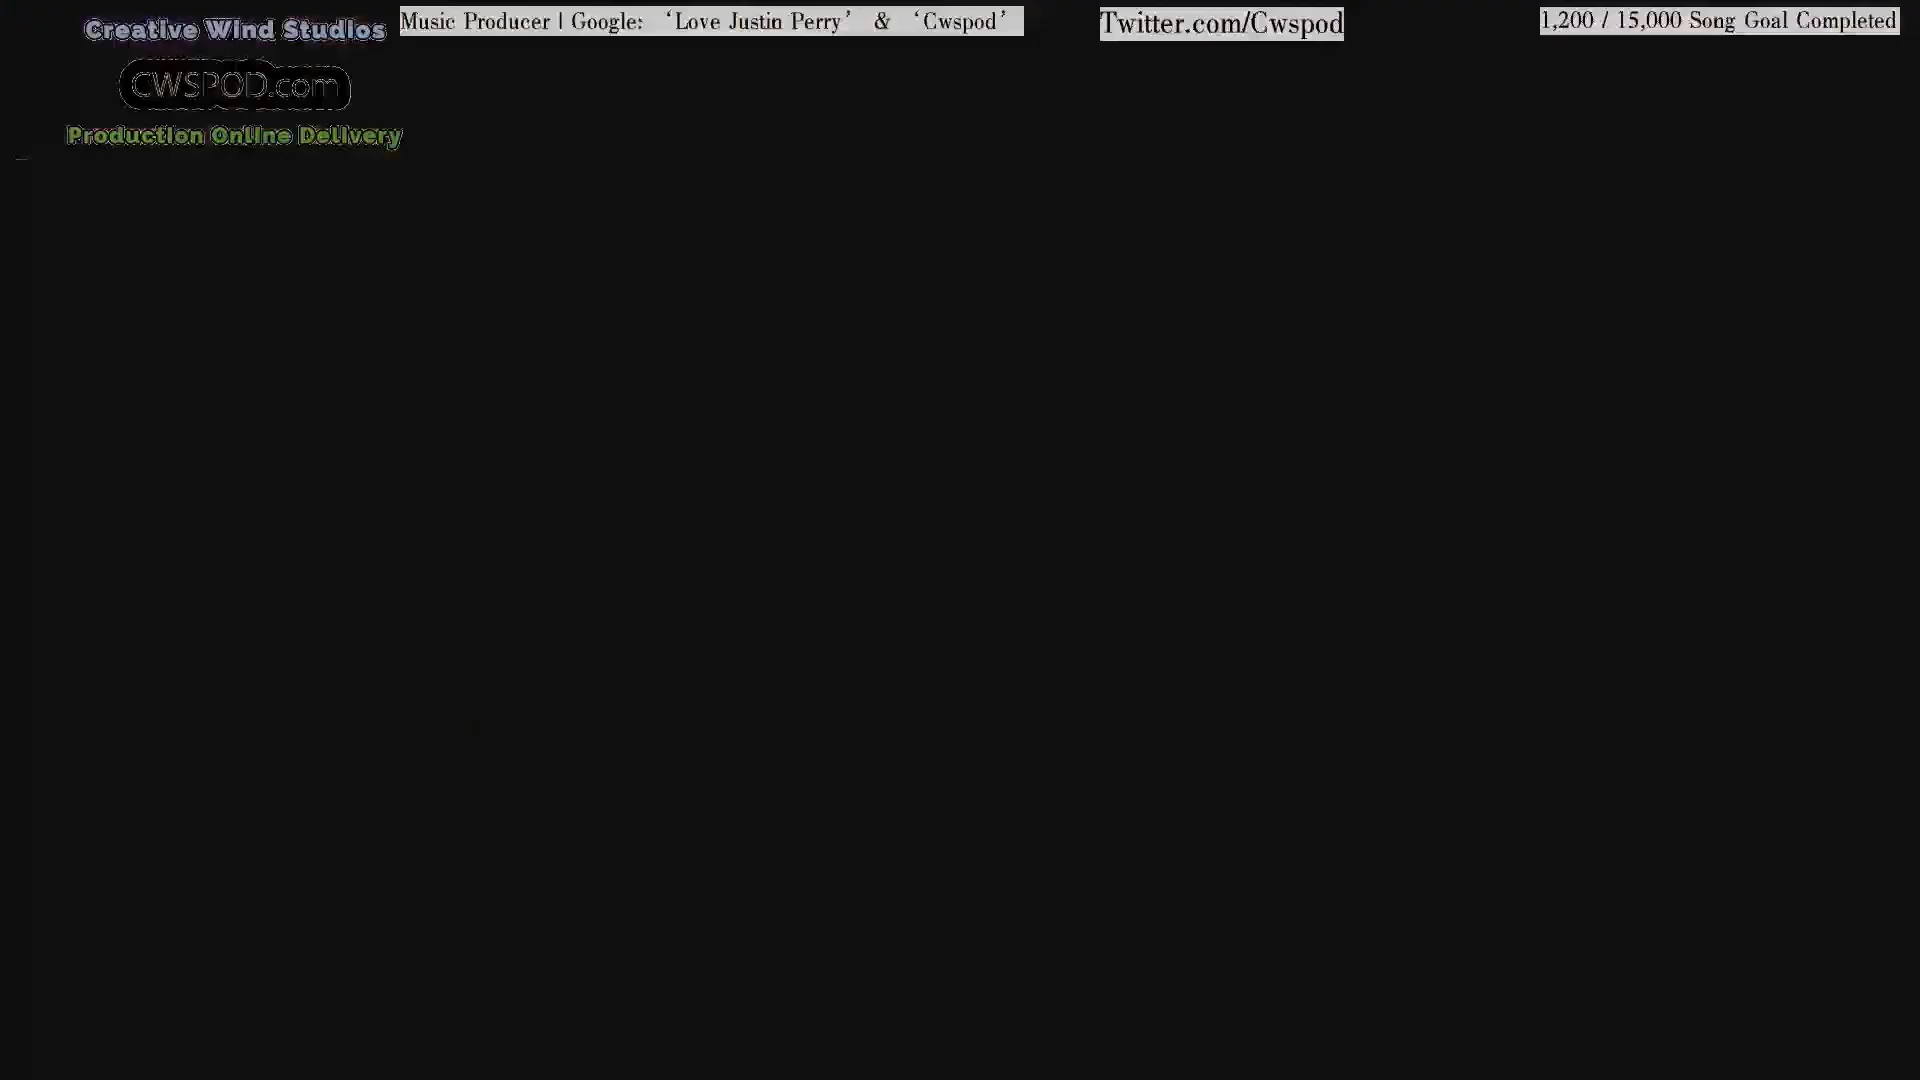 Creative Wind Studios
Music Producer | Google: ‘Love Justin Perry’ & ‘Cwspod’
Twitter.com/Cwspod
1,200 / 15,000 Song Goal Completed
CWSPOD.com
Production Online Delivery